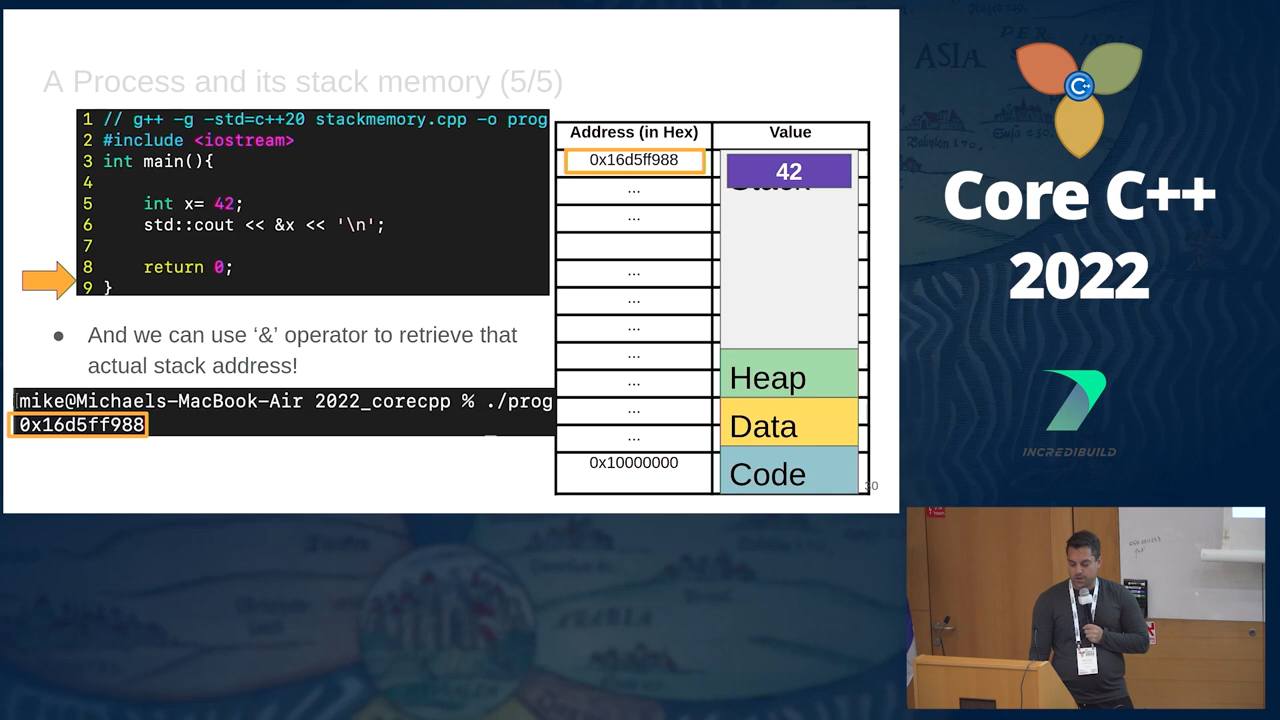 A Process and its stack memory (5/5)
1 // g++ -g -std=c++20 stackmemory.cpp -o prog
2 #include <iostream>
3 int main(){
4
5 int x= 42;
6 std::cout << &x << '\n';
7
8 return 0;
9 }
● And we can use ‘&’ operator to retrieve that
actual stack address!
mike@Michaels-MacBook-Air 2022_corecpp % ./prog
0x16d5ff988
Address (in Hex) Value
0x16d5ff988 42
...
...
...
...
...
...
...
...
...
0x10000000
Stack
Heap
Data
Code
30
C++
Core C++
2022
INCREDIBUILD
ASIA